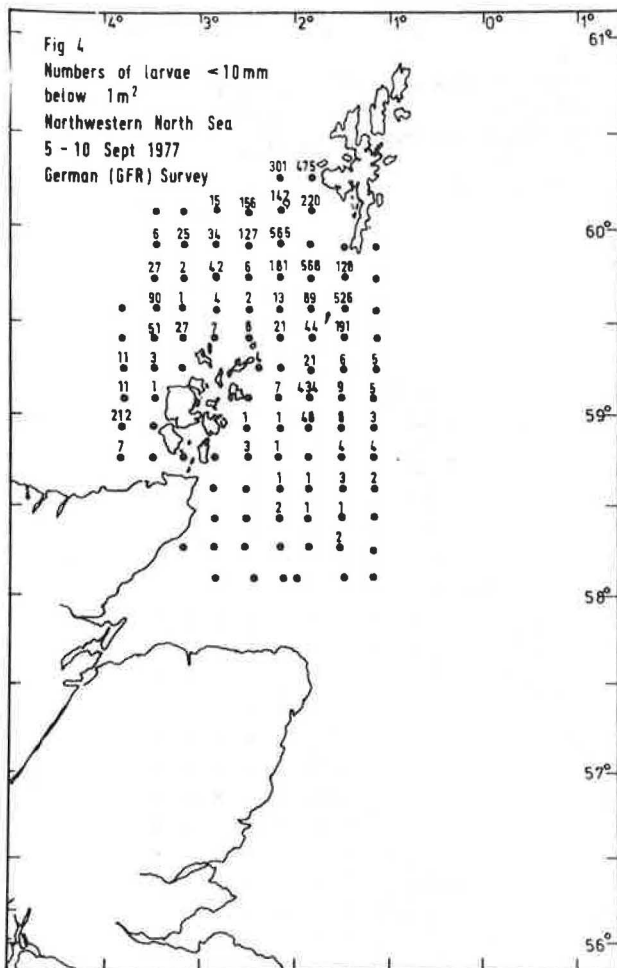 4° 3° 2° 1° 0° 1°
Fig 4
Numbers of larvae <10mm
below 1m²
Northwestern North Sea
5 - 10 Sept 1977
German (GFR) Survey
61°
301 475
15 156 142 220
60°
6 25 34 127 565
27 2 42 6 181 568 128
90 1 4 2 13 89 526
51 27 7 6 21 44 191
11 3 4 21 6 5
11 1 7 434 9 5
59°
212 1 1 48 8 3
7 3 1 4 4
1 1 3 2
2 1 1
2
58°
57°
56°